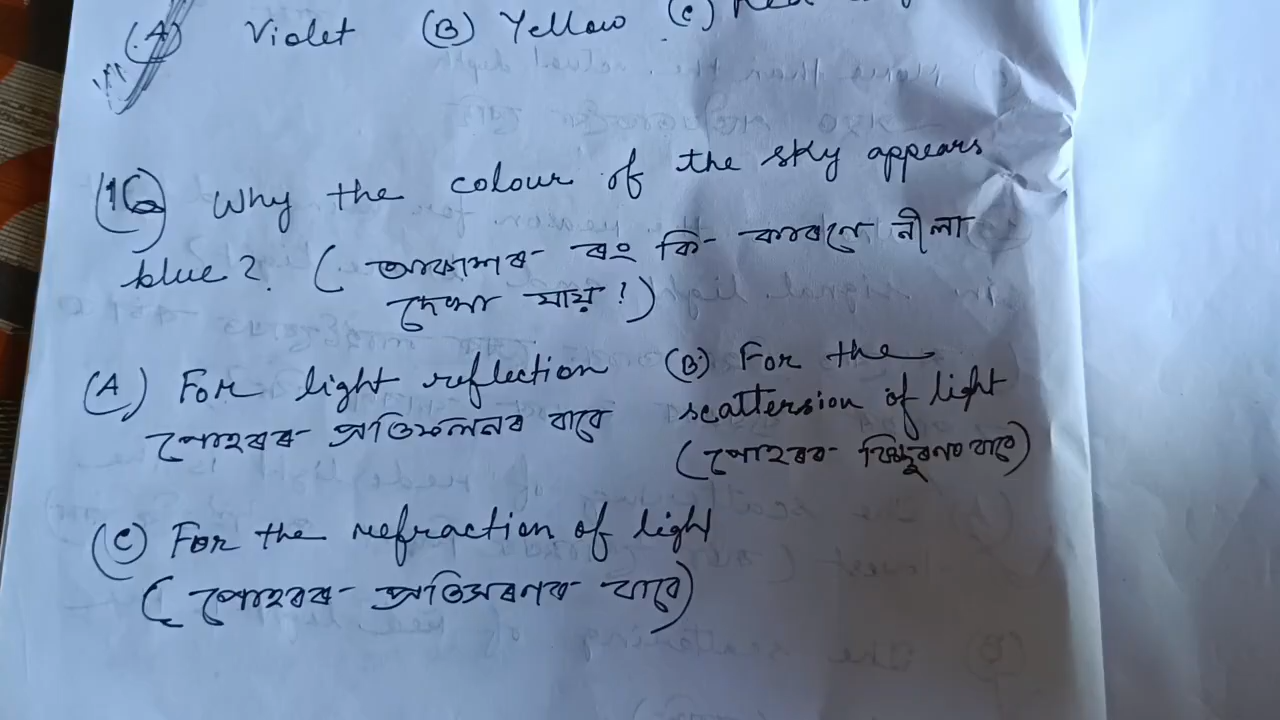 (A) Violet (B) Yellow (C)
(16) Why the colour of the sky appears
blue? (আকাশৰ ৰং কি কাৰণে নীলা
দেখা যায়?)
(A) For light reflection
পোহৰৰ প্ৰতিফলনৰ বাবে
(B) For the
scattersion of light
(পোহৰৰ বিচ্ছুৰণৰ বাবে)
(C) For the refraction of light
(পোহৰৰ প্ৰতিসৰণৰ বাবে)